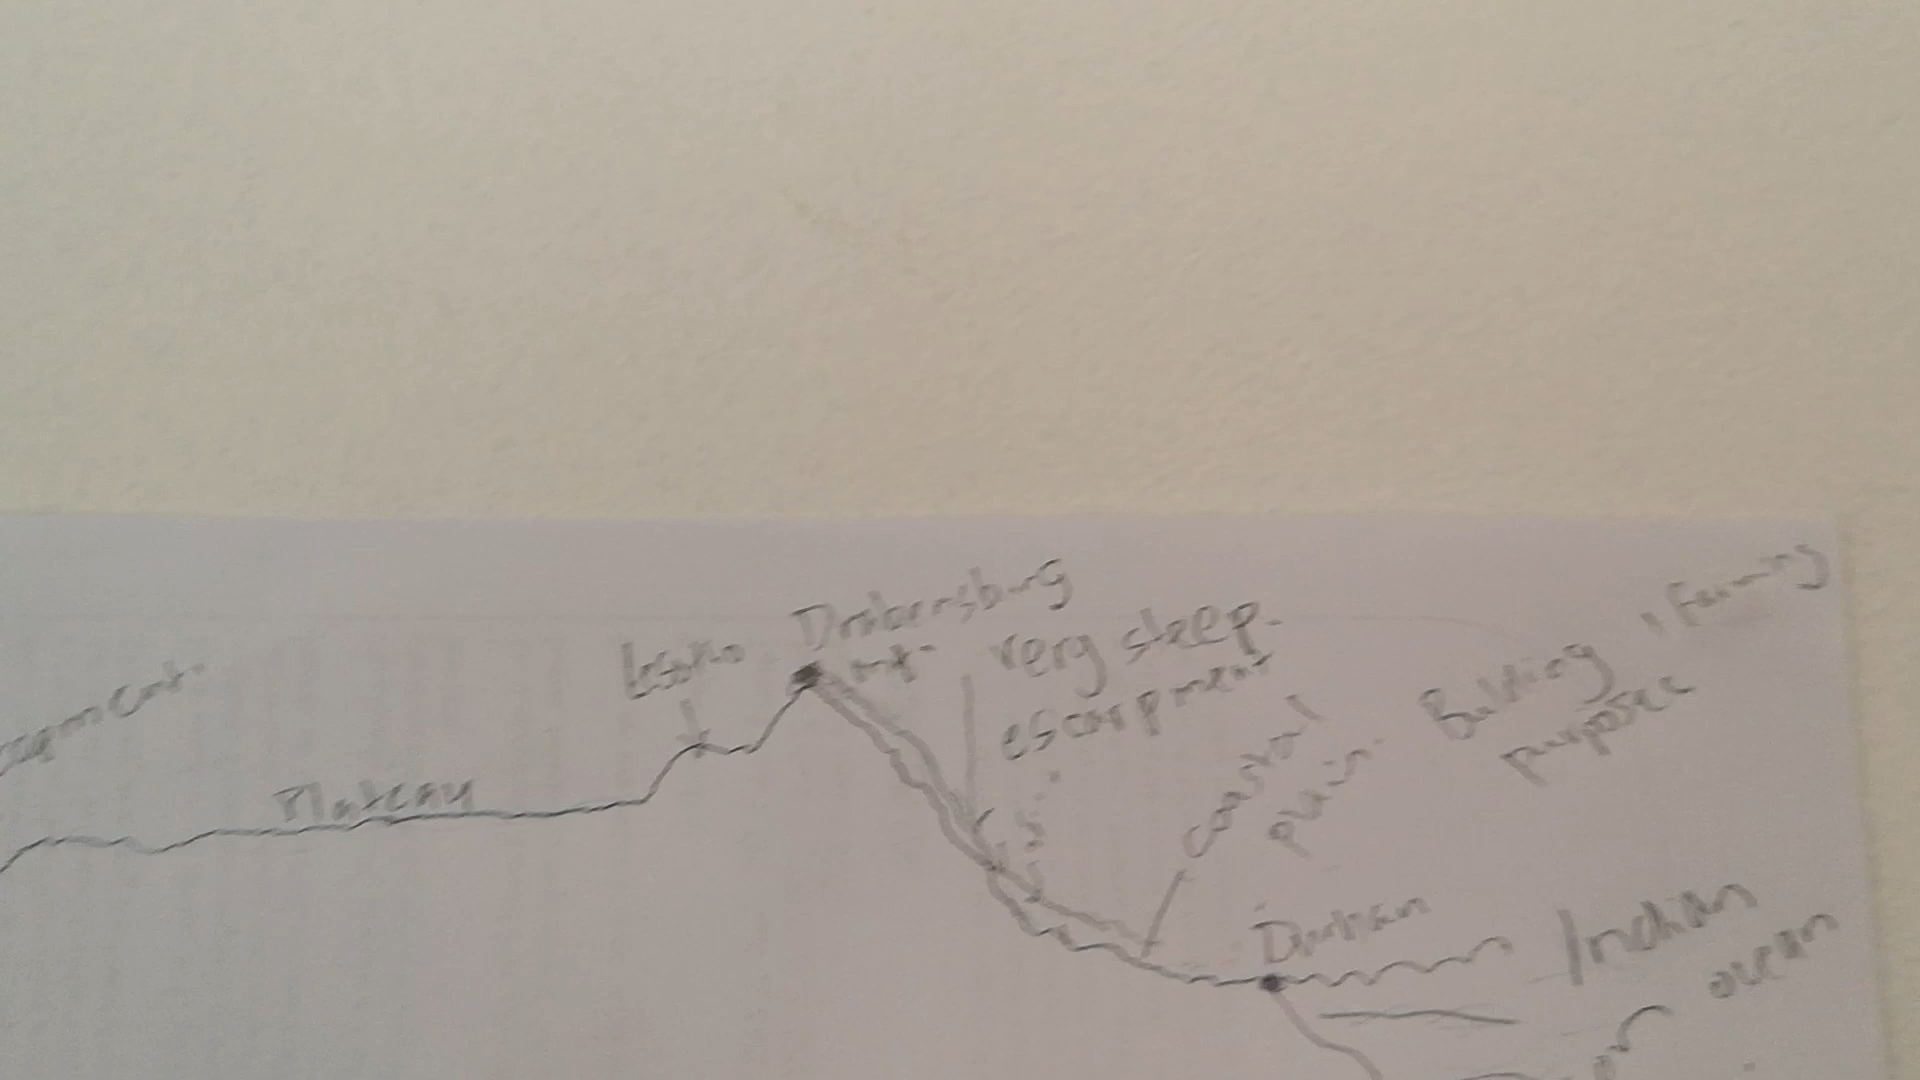 Drakensburg
Lesotho
Mt.
very steep.
escarpment
Plateau
coastal
plain.
Building
purposes
farming
Durban
Indian
ocean